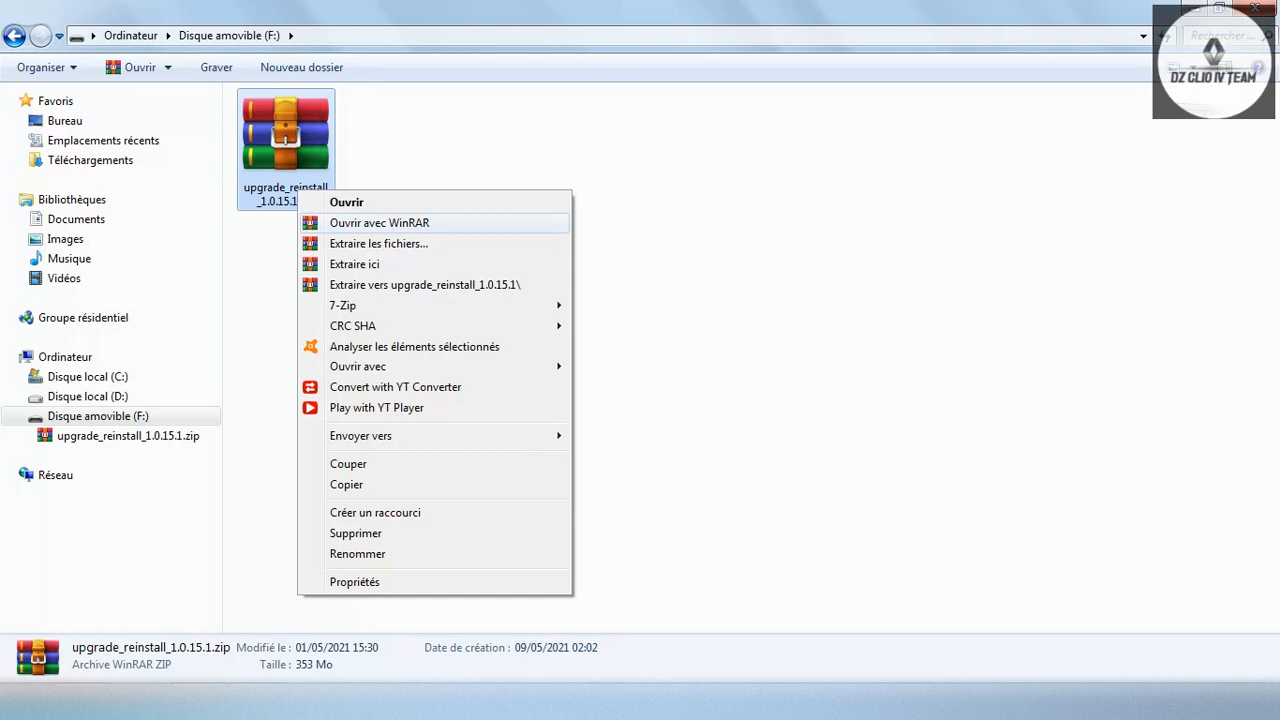 Ordinateur
Disque amovible (F:)
Rechercher ...
DZ CLIO IV TEAM
Organiser
Ouvrir
Graver
Nouveau dossier
Favoris
Bureau
Emplacements récents
Téléchargements
Bibliothèques
Documents
Images
Musique
Vidéos
Groupe résidentiel
Ordinateur
Disque local (C:)
Disque local (D:)
Disque amovible (F:)
upgrade_reinstall_1.0.15.1.zip
Réseau
upgrade_reinstall
_1.0.15.1
Ouvrir
Ouvrir avec WinRAR
Extraire les fichiers...
Extraire ici
Extraire vers upgrade_reinstall_1.0.15.1\
7-Zip
CRC SHA
Analyser les éléments sélectionnés
Ouvrir avec
Convert with YT Converter
Play with YT Player
Envoyer vers
Couper
Copier
Créer un raccourci
Supprimer
Renommer
Propriétés
upgrade_reinstall_1.0.15.1.zip Modifié le : 01/05/2021 15:30 Date de création : 09/05/2021 02:02
Archive WinRAR ZIP Taille : 353 Mo